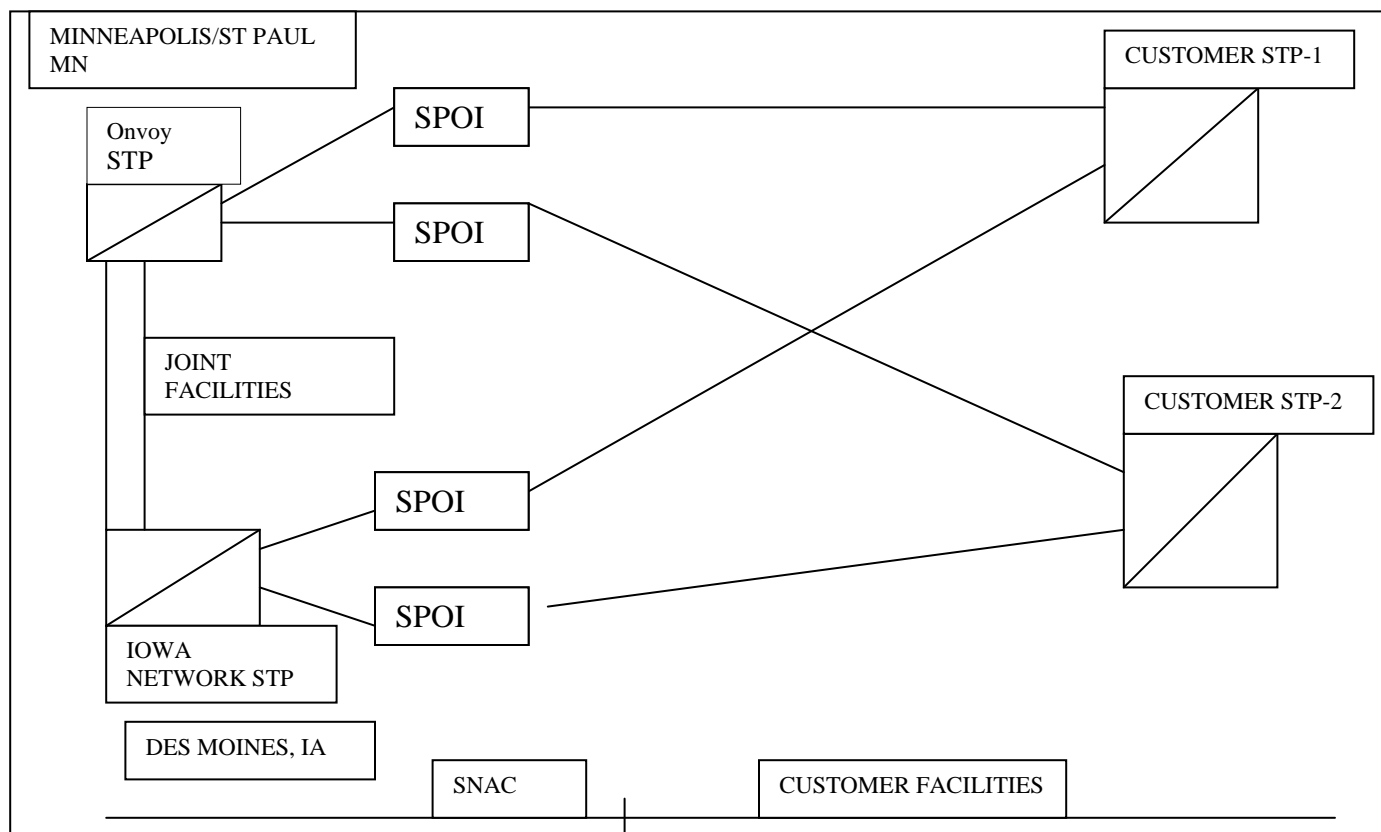 MINNEAPOLIS/ST PAUL
MN
CUSTOMER STP-1
Onvoy
STP
SPOI
SPOI
JOINT
FACILITIES
CUSTOMER STP-2
SPOI
SPOI
IOWA
NETWORK STP
DES MOINES, IA
SNAC
CUSTOMER FACILITIES